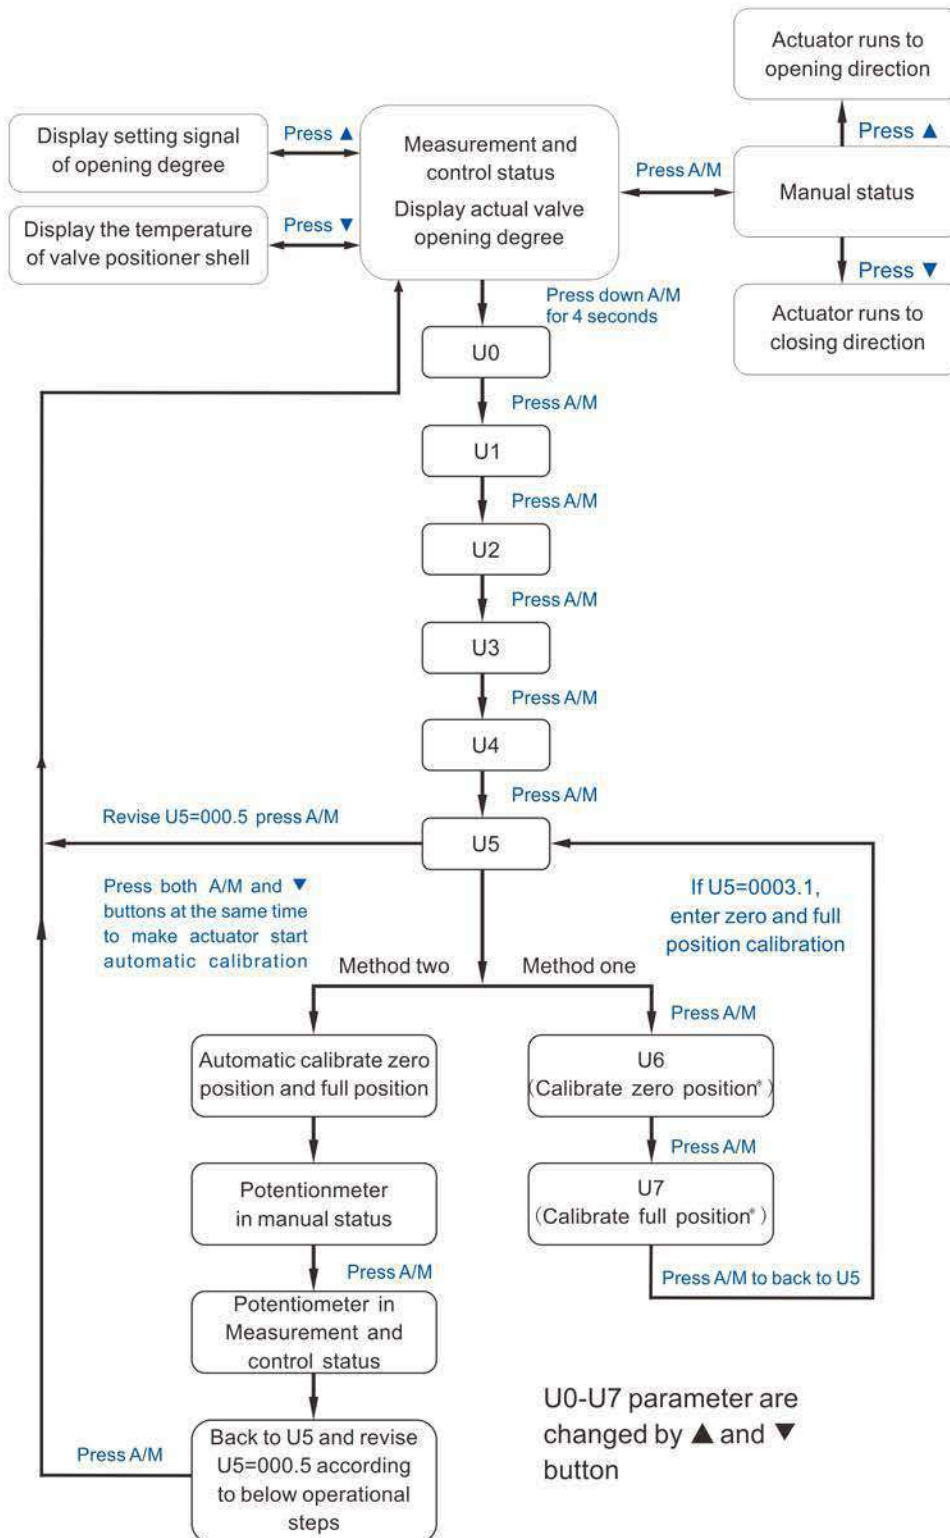 Actuator runs to
opening direction
Display setting signal
of opening degree
Press ▲
Measurement and
control status
Display actual valve
opening degree
Press A/M
Press ▲
Manual status
Display the temperature
of valve positioner shell
Press ▼
Press ▼
Actuator runs to
closing direction
Press down A/M
for 4 seconds
U0
Press A/M
U1
Press A/M
U2
Press A/M
U3
Press A/M
U4
Press A/M
Revise U5=000.5 press A/M
U5
Press both A/M and ▼
buttons at the same time
to make actuator start
automatic calibration
If U5=0003.1,
enter zero and full
position calibration
Method two
Method one
Press A/M
Automatic calibrate zero
position and full position
U6
(Calibrate zero position*)
Press A/M
Potentionmeter
in manual status
U7
(Calibrate full position*)
Press A/M
Press A/M to back to U5
Potentiometer in
Measurement and
control status
Back to U5 and revise
U5=000.5 according
to below operational
steps
Press A/M
U0-U7 parameter are
changed by ▲ and ▼
button